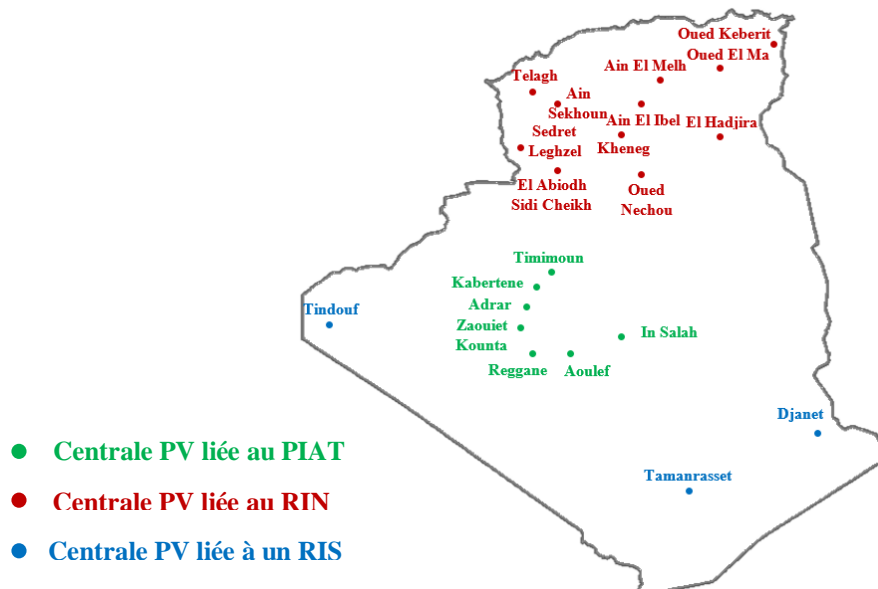 Oued Keberit
Oued El Ma
Ain El Melh
Telagh
Ain
Sekhoun
Ain El Ibel
El Hadjira
Sedret
Leghzel
Kheneg
El Abiodh
Sidi Cheikh
Oued
Nechou
Timimoun
Kabertene
Adrar
Zaouiet
Kounta
In Salah
Reggane
Aoulef
Tindouf
Djanet
Tamanrasset
Centrale PV liée au PIAT
Centrale PV liée au RIN
Centrale PV liée à un RIS